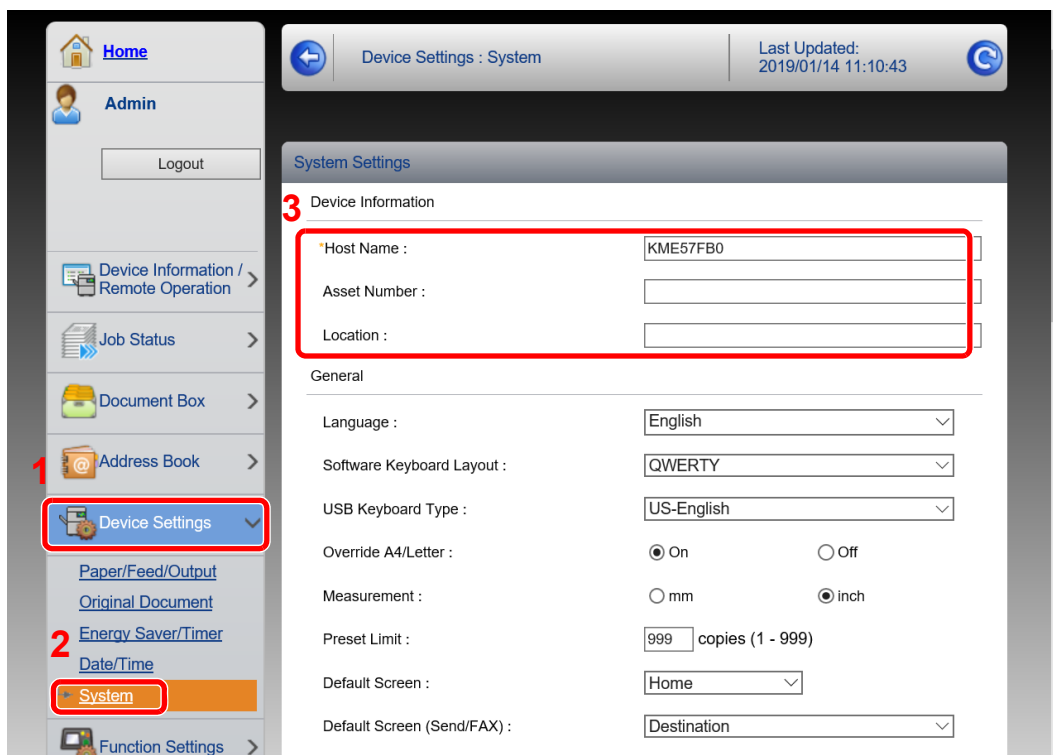 Home
Admin
Logout
Device Information /
Remote Operation
Job Status
Document Box
Address Book
1
Device Settings
Paper/Feed/Output
Original Document
Energy Saver/Timer
2
Date/Time
System
Function Settings
Device Settings : System
Last Updated:
2019/01/14 11:10:43
System Settings
3
Device Information
*Host Name : KME57FB0
Asset Number :
Location :
General
Language : English
Software Keyboard Layout : QWERTY
USB Keyboard Type : US-English
Override A4/Letter : On Off
Measurement : mm inch
Preset Limit : 999 copies (1 - 999)
Default Screen : Home
Default Screen (Send/FAX) : Destination